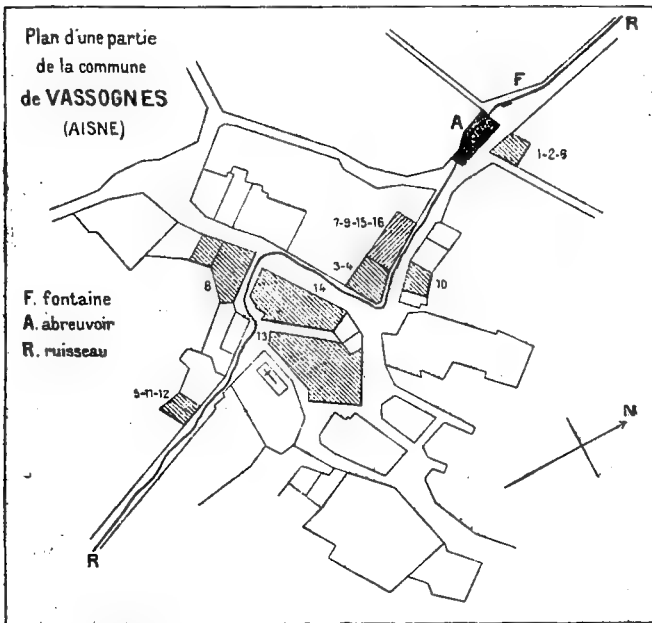 Plan d'une partie
de la commune
de VASSOGNES
(AISNE)
R
F
A
1-2-6
7-9-15-16
3-4
10
8
14
F. fontaine
A. abreuvoir
R. ruisseau
13
5-11-12
N
R